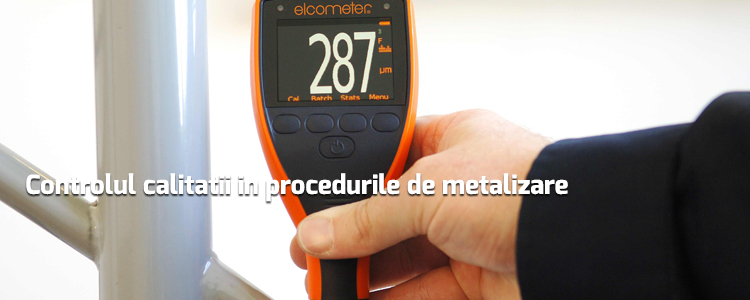 elcometer
287
F
μm
Cal Batch Stats Menu
Controlul calitatii in procedurile de metalizare